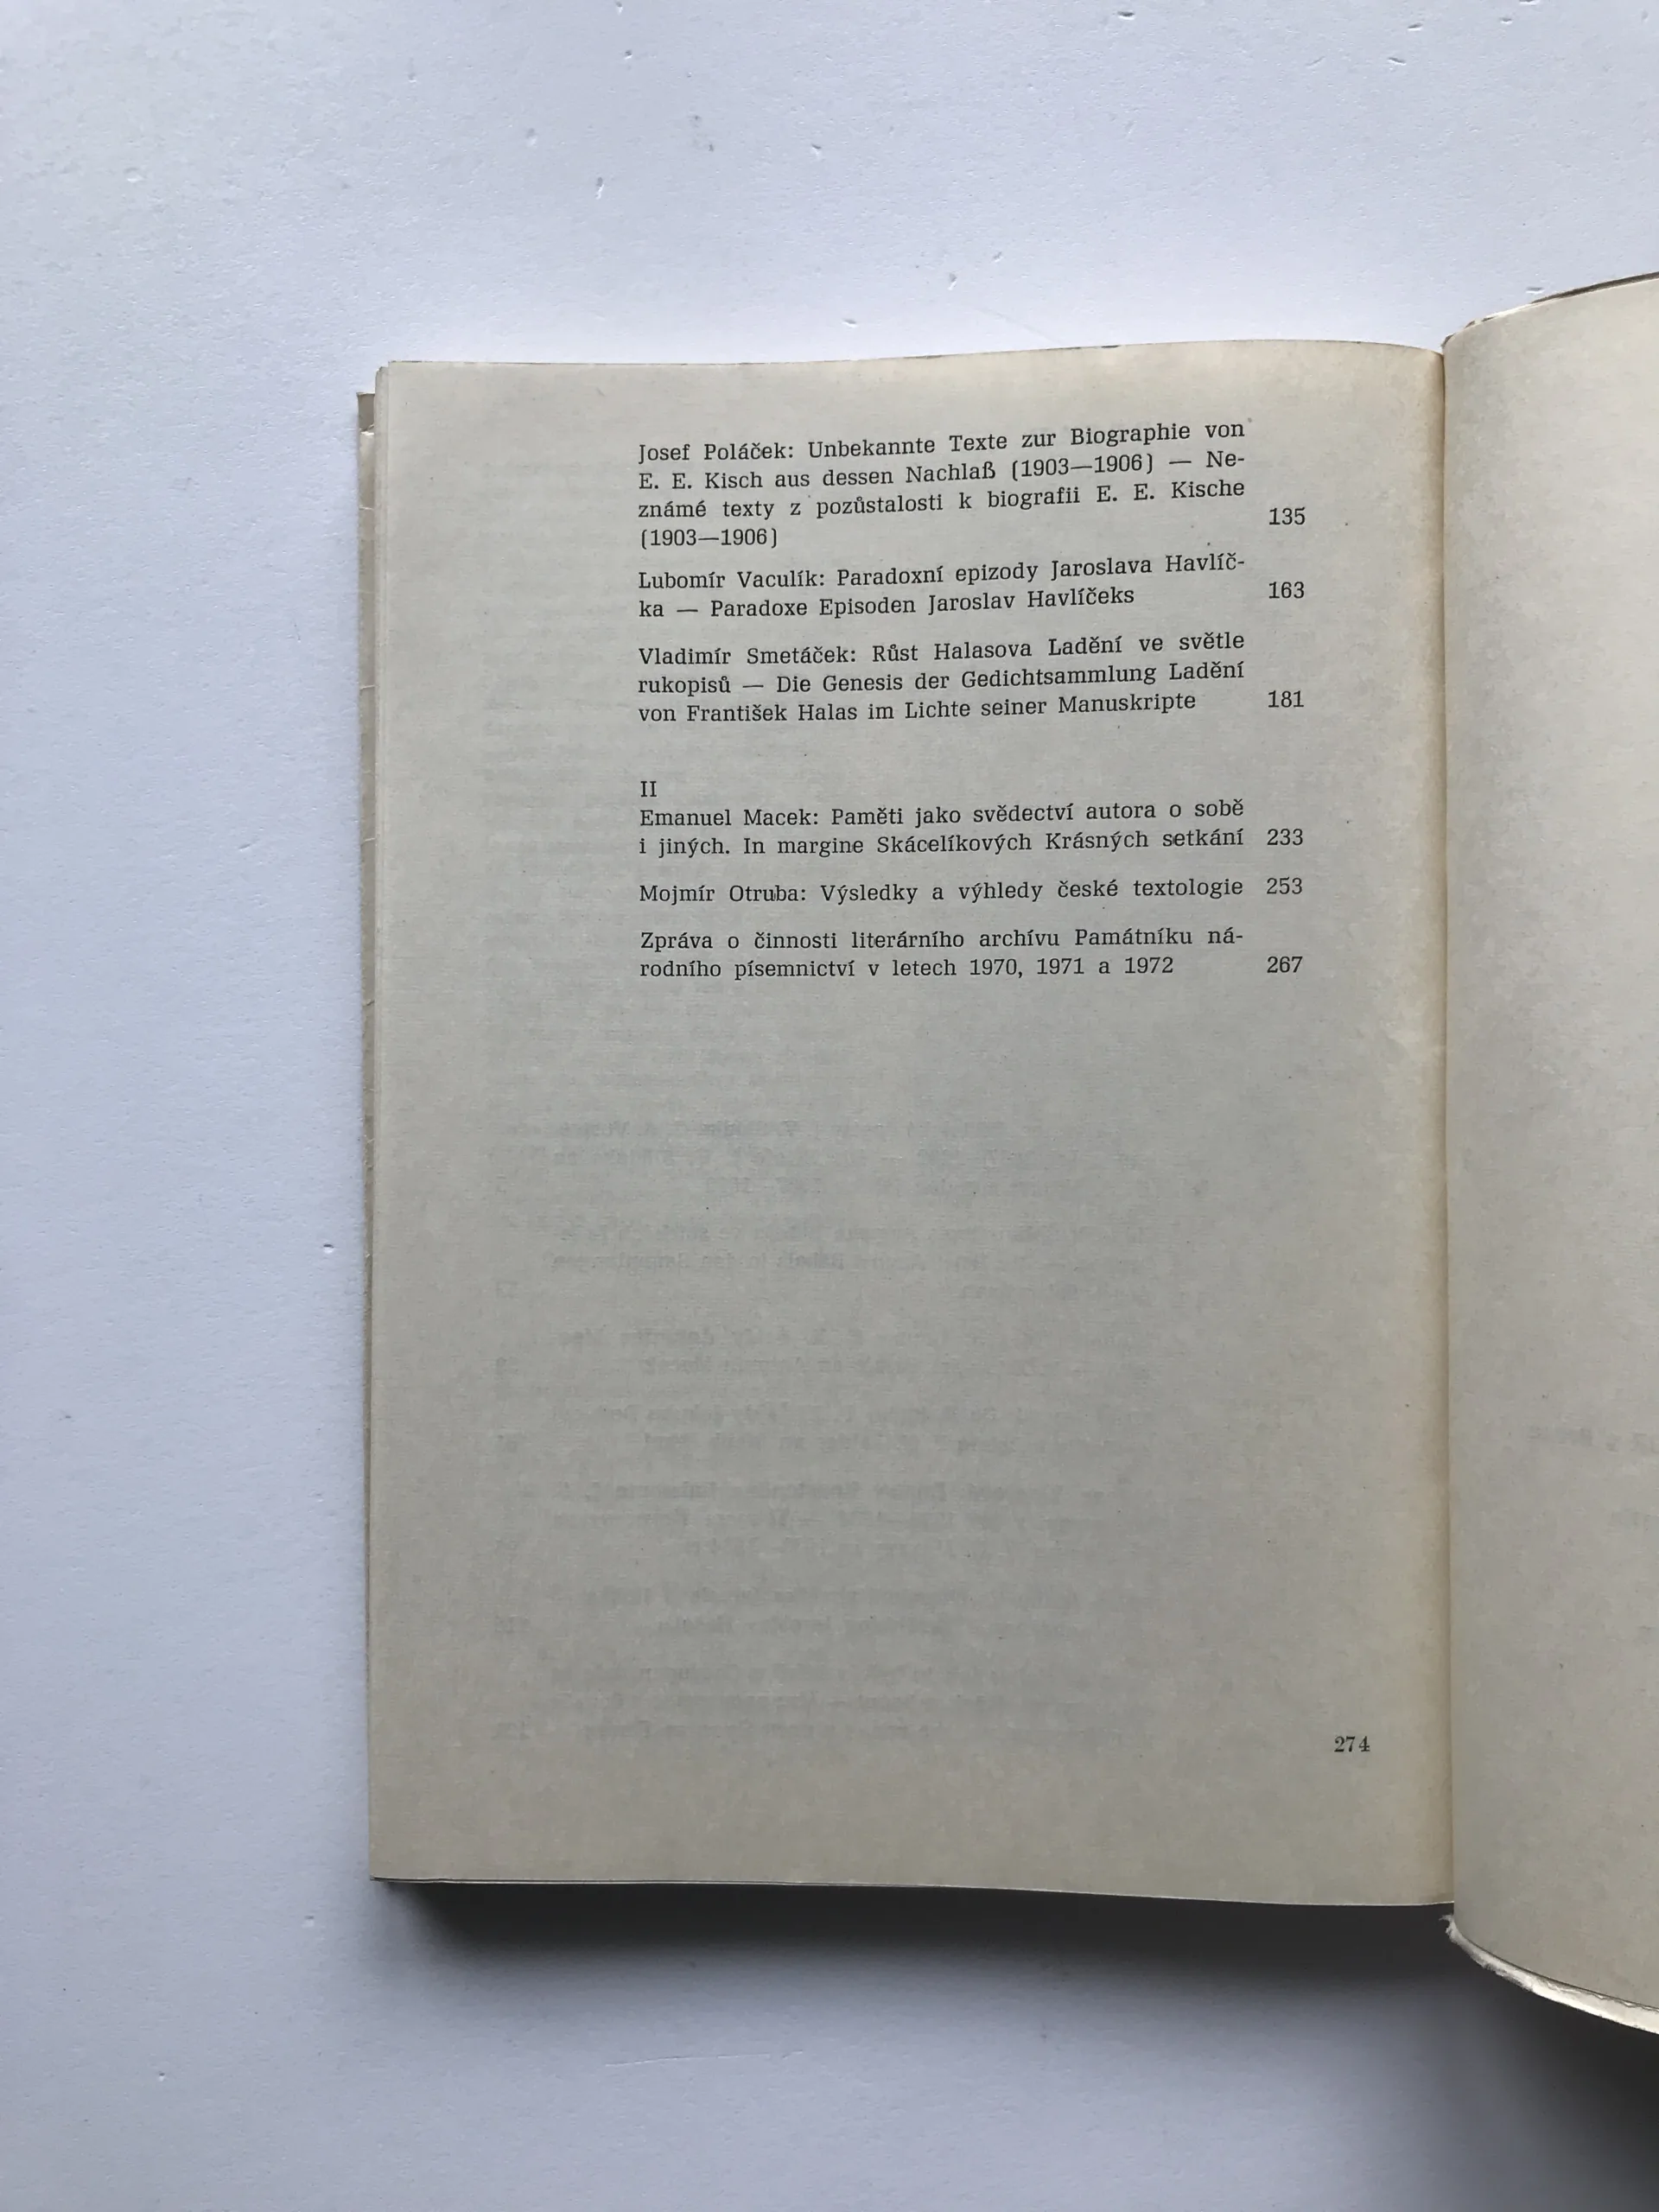 Josef Poláček: Unbekannte Texte zur Biographie von
E. E. Kisch aus dessen Nachlaß (1903—1906) — Ne-
známé texty z pozůstalosti k biografii E. E. Kische
(1903—1906) 135
Lubomír Vaculík: Paradoxní epizody Jaroslava Havlíč-
ka — Paradoxe Episoden Jaroslav Havlíčeks 163
Vladimír Smetáček: Růst Halasova Ladění ve světle
rukopisů — Die Genesis der Gedichtsammlung Ladění
von František Halas im Lichte seiner Manuskripte 181
II
Emanuel Macek: Paměti jako svědectví autora o sobě
i jiných. In margine Skácelíkových Krásných setkání 233
Mojmír Otruba: Výsledky a výhledy české textologie 253
Zpráva o činnosti literárního archívu Památníku ná-
rodního písemnictví v letech 1970, 1971 a 1972 267
274